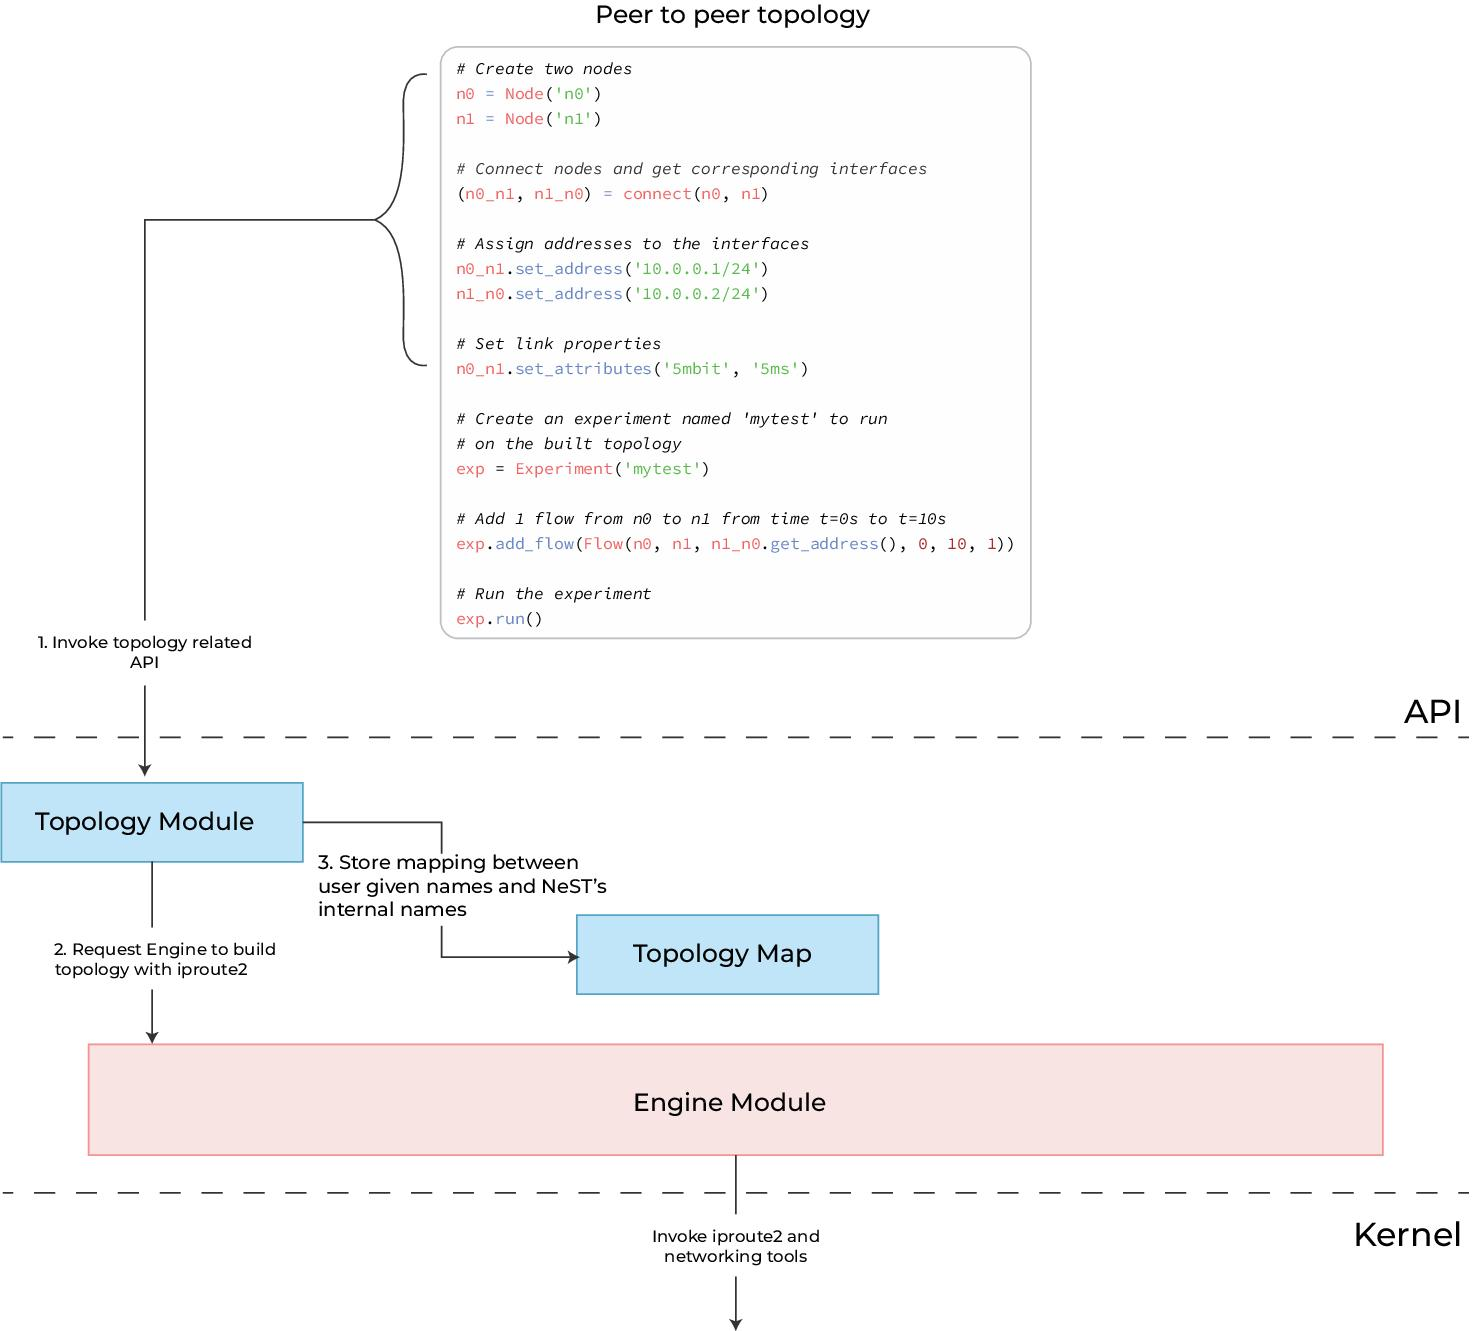 Peer to peer topology
# Create two nodes
n0 = Node('n0')
n1 = Node('n1')
# Connect nodes and get corresponding interfaces
(n0_n1, n1_n0) = connect(n0, n1)
# Assign addresses to the interfaces
n0_n1.set_address('10.0.0.1/24')
n1_n0.set_address('10.0.0.2/24')
# Set link properties
n0_n1.set_attributes('5mbit', '5ms')
# Create an experiment named 'mytest' to run
# on the built topology
exp = Experiment('mytest')
# Add 1 flow from n0 to n1 from time t=0s to t=10s
exp.add_flow(Flow(n0, n1, n1_n0.get_address(), 0, 10, 1))
# Run the experiment
exp.run()
1. Invoke topology related
API
API
Topology Module
3. Store mapping between
user given names and NeST's
internal names
Topology Map
2. Request Engine to build
topology with iproute2
Engine Module
Kernel
Invoke iproute2 and
networking tools